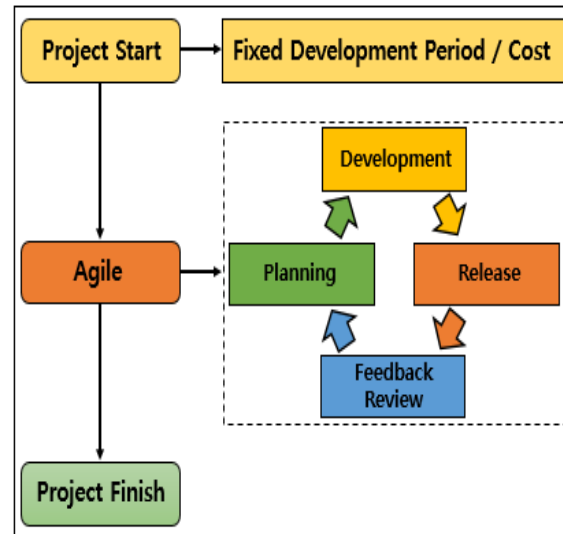 Project Start
Fixed Development Period / Cost
Development
Agile
Planning
Release
Feedback
Review
Project Finish